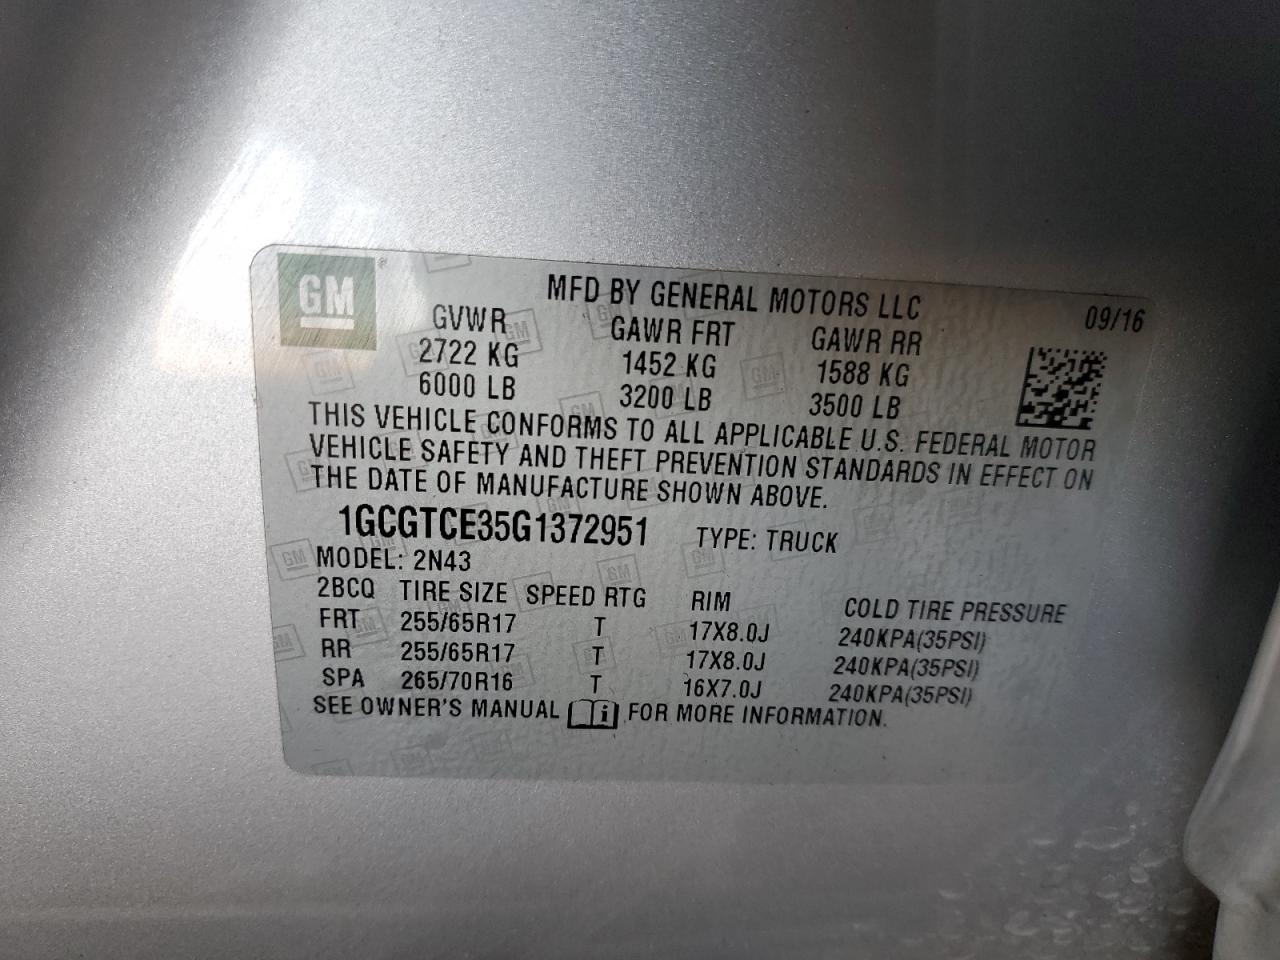 GM
MFD BY GENERAL MOTORS LLC 09/16
GVWR GAWR FRT GAWR RR
2722 KG 1452 KG 1588 KG
6000 LB 3200 LB 3500 LB
THIS VEHICLE CONFORMS TO ALL APPLICABLE U.S. FEDERAL MOTOR
VEHICLE SAFETY AND THEFT PREVENTION STANDARDS IN EFFECT ON
THE DATE OF MANUFACTURE SHOWN ABOVE.
1GCGTCE35G1372951 TYPE: TRUCK
MODEL: 2N43
2BCQ TIRE SIZE SPEED RTG RIM COLD TIRE PRESSURE
FRT 255/65R17 T 17X8.0J 240KPA(35PSI)
RR 255/65R17 T 17X8.0J 240KPA(35PSI)
SPA 265/70R16 T 16X7.0J 240KPA(35PSI)
SEE OWNER'S MANUAL FOR MORE INFORMATION.